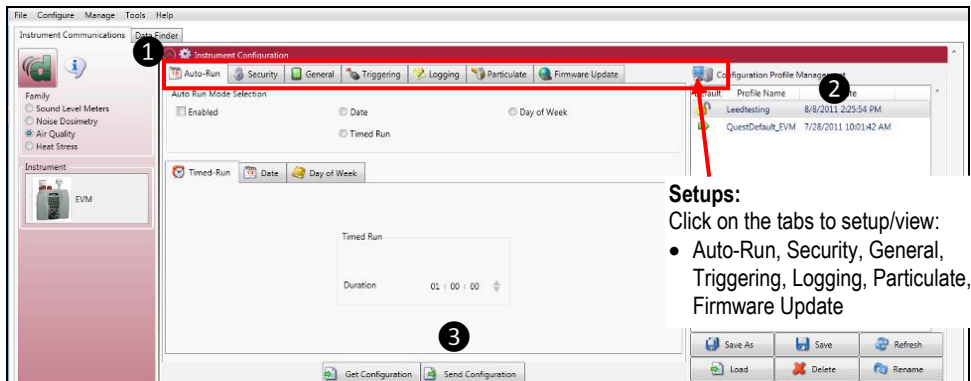 File Configure Manage Tools Help
Instrument Communications Data Finder
1
Instrument Configuration
Auto-Run Security General Triggering Logging Particulate Firmware Update
Configuration Profile Management
2
Default Profile Name
Leedtesting 8/8/2011 2:25:54 PM
QuestDefault_EVM 7/28/2011 10:01:42 AM
Family
Sound Level Meters
Noise Dosimetry
Air Quality
Heat Stress
Instrument
EVM
Auto Run Mode Selection
Enabled Date Day of Week
Timed Run
Timed-Run Date Day of Week
Timed Run
Duration 01 : 00 : 00
Setups:
Click on the tabs to setup/view:
• Auto-Run, Security, General,
Triggering, Logging, Particulate,
Firmware Update
3
Get Configuration Send Configuration
Save As Save Refresh
Load Delete Rename